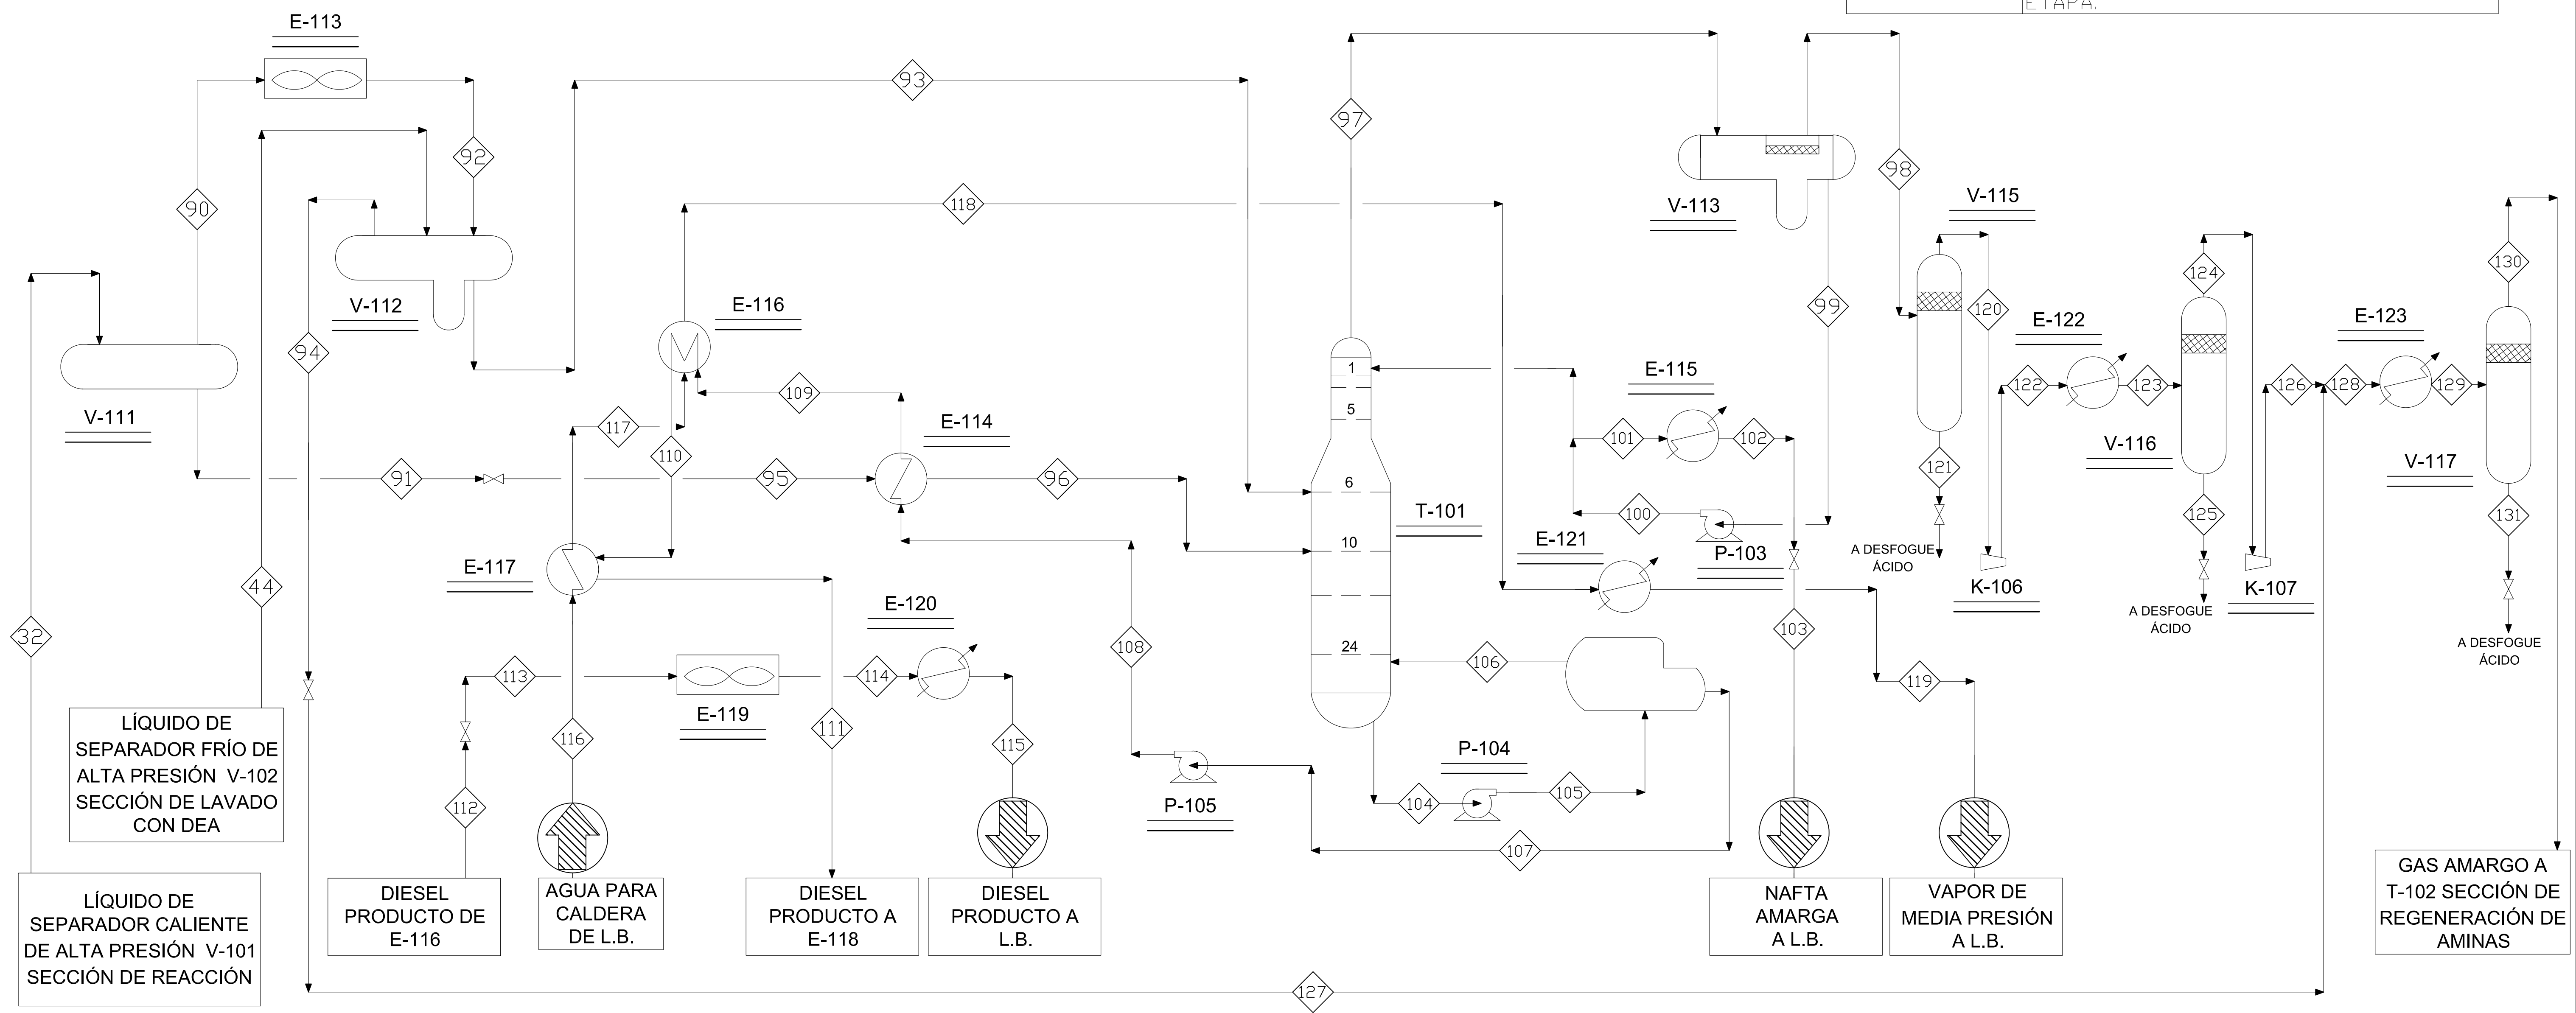 ETAPA.
E-113
93
97
92
90
118
98
V-115
V-113
130
124
V-112
E-116
99
120
E-122
E-123
94
1
E-115
122
123
126
128
129
109
V-111
117
E-114
5
101
102
V-116
V-117
110
121
91
95
96
6
T-101
100
125
131
10
E-121
P-103
A DESFOGUE
ÁCIDO
K-106
K-107
E-117
44
E-120
A DESFOGUE
ÁCIDO
32
108
24
106
103
A DESFOGUE
ÁCIDO
113
114
119
E-119
111
116
115
P-104
P-105
104
105
112
107
LÍQUIDO DE
SEPARADOR FRÍO DE
ALTA PRESIÓN V-102
SECCIÓN DE LAVADO
CON DEA
LÍQUIDO DE
SEPARADOR CALIENTE
DE ALTA PRESIÓN V-101
SECCIÓN DE REACCIÓN
DIESEL
PRODUCTO DE
E-116
AGUA PARA
CALDERA
DE L.B.
DIESEL
PRODUCTO A
E-118
DIESEL
PRODUCTO A
L.B.
NAFTA
AMARGA
A L.B.
VAPOR DE
MEDIA PRESIÓN
A L.B.
GAS AMARGO A
T-102 SECCIÓN DE
REGENERACIÓN DE
AMINAS
127